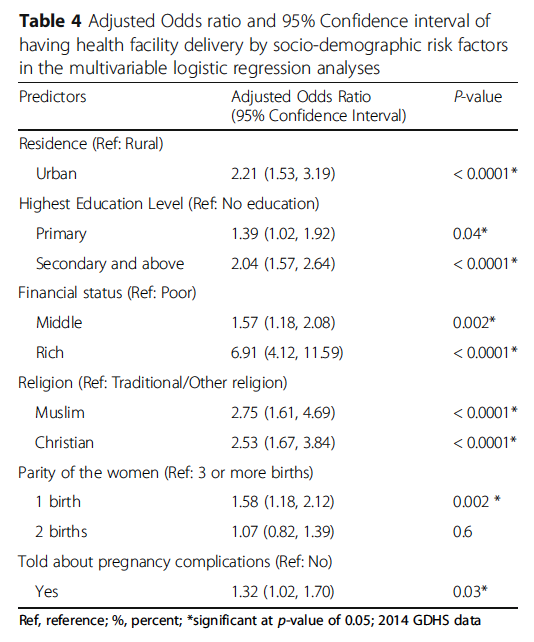 Table 4 Adjusted Odds ratio and 95% Confidence interval of
having health facility delivery by socio-demographic risk factors
in the multivariable logistic regression analyses
Predictors Adjusted Odds Ratio P-value
(95% Confidence Interval)
Residence (Ref: Rural)
Urban 2.21 (1.53, 3.19) < 0.0001*
Highest Education Level (Ref: No education)
Primary 1.39 (1.02, 1.92) 0.04*
Secondary and above 2.04 (1.57, 2.64) < 0.0001*
Financial status (Ref: Poor)
Middle 1.57 (1.18, 2.08) 0.002*
Rich 6.91 (4.12, 11.59) < 0.0001*
Religion (Ref: Traditional/Other religion)
Muslim 2.75 (1.61, 4.69) < 0.0001*
Christian 2.53 (1.67, 3.84) < 0.0001*
Parity of the women (Ref: 3 or more births)
1 birth 1.58 (1.18, 2.12) 0.002 *
2 births 1.07 (0.82, 1.39) 0.6
Told about pregnancy complications (Ref: No)
Yes 1.32 (1.02, 1.70) 0.03*
Ref, reference; %, percent; *significant at p-value of 0.05; 2014 GDHS data